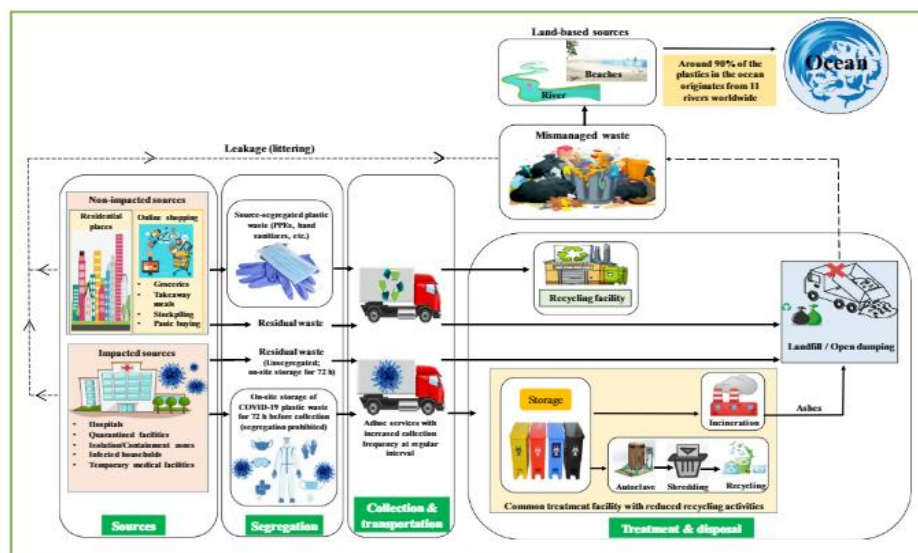 Land-based sources
Beaches
River
Around 90% of the
plastics in the ocean
originates from 11
rivers worldwide
Ocean
Mismanaged waste
Leakage (littering)
Non-impacted sources
Residential
places
Online shopping
• Groceries
• Takeaway
meals
• Stockpiling
• Panic buying
Impacted sources
• Hospitals
• Quarantined facilities
• Isolation/Containment zones
• Infected households
• Temporary medical facilities
Sources
Source-segregated plastic
waste (PPEs, hand
sanitizers, etc.)
Residual waste
Residual waste
(Unsegregated;
on-site storage for 72 h)
On-site storage of
COVID-19 plastic waste
for 72 h before collection
(segregation prohibited)
Segregation
Adhoc services with
increased collection
frequency at regular
interval
Collection &
transportation
Recycling facility
Landfill / Open damping
Storage
Incineration
Ashes
Autoclave
Shredding
Recycling
Common treatment facility with reduced recycling activities
Treatment & disposal